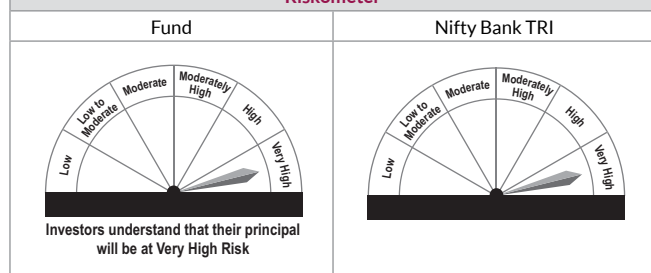 Riskometer
Fund
Nifty Bank TRI
Low
Low to
Moderate
Moderate
Moderately
High
High
Very High
Investors understand that their principal
will be at Very High Risk
Low
Low to
Moderate
Moderate
Moderately
High
High
Very High